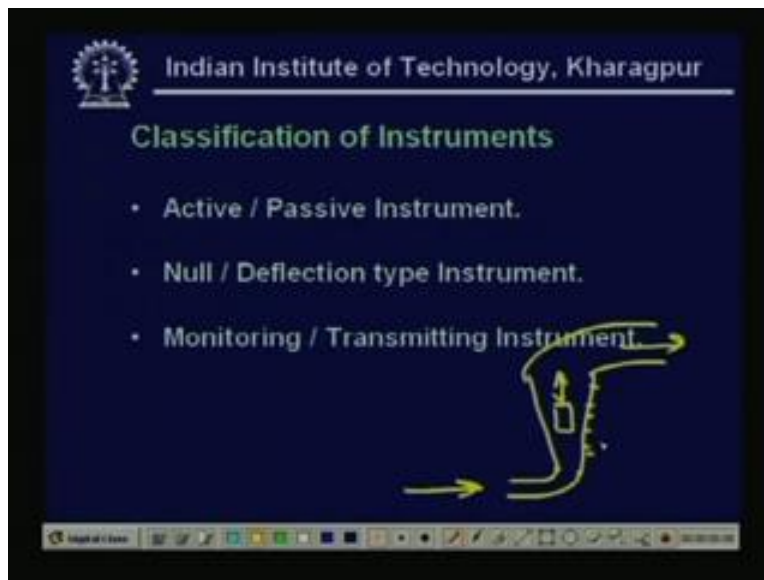 Indian Institute of Technology, Kharagpur
Classification of Instruments
• Active / Passive Instrument.
• Null / Deflection type Instrument.
• Monitoring / Transmitting Instrument.